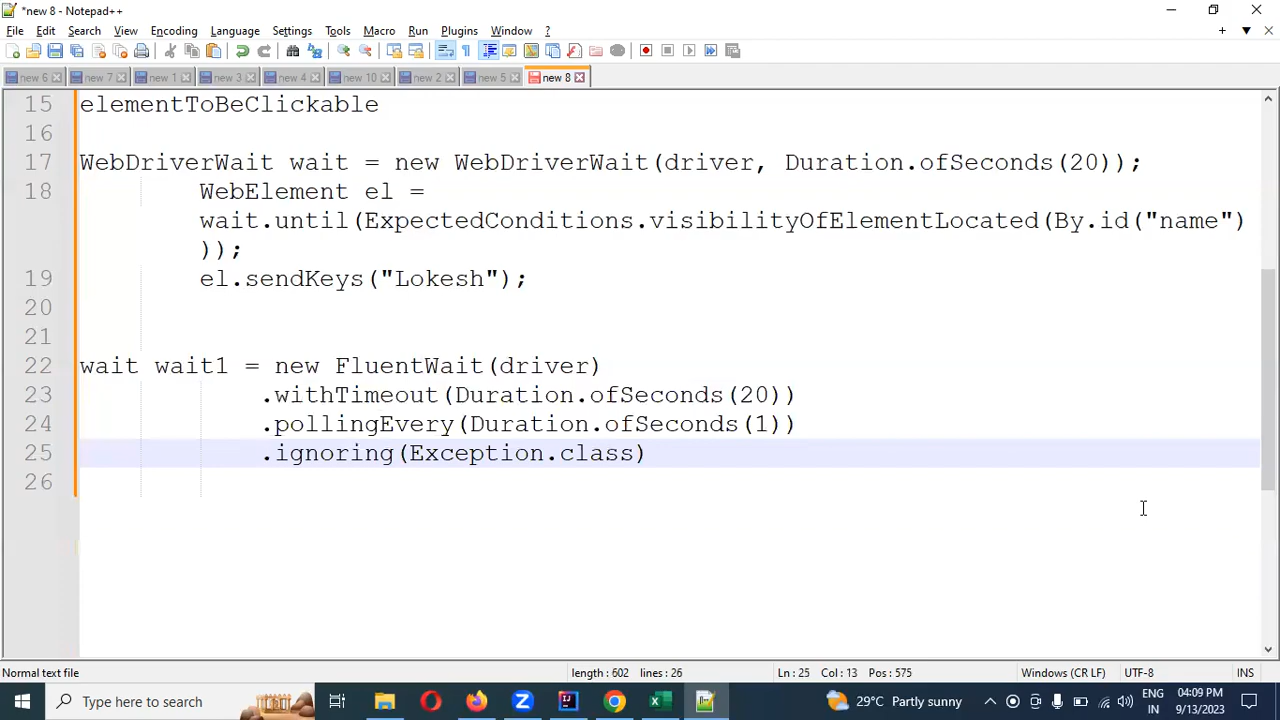 *new 8 - Notepad++
File Edit Search View Encoding Language Settings Tools Macro Run Plugins Window ?
new 6 new 7 new 1 new 3 new 4 new 10 new 2 new 5 new 8
15 elementToBeClickable
16
17 WebDriverWait wait = new WebDriverWait(driver, Duration.ofSeconds(20));
18 WebElement el =
wait.until(ExpectedConditions.visibilityOfElementLocated(By.id("name")
));
19 el.sendKeys("Lokesh");
20
21
22 wait wait1 = new FluentWait(driver)
23 .withTimeout(Duration.ofSeconds(20))
24 .pollingEvery(Duration.ofSeconds(1))
25 .ignoring(Exception.class)
26
Normal text file length : 602 lines : 26 Ln : 25 Col : 13 Pos : 575 Windows (CR LF) UTF-8 INS
Type here to search 29°C Partly sunny ENG IN 04:09 PM 9/13/2023